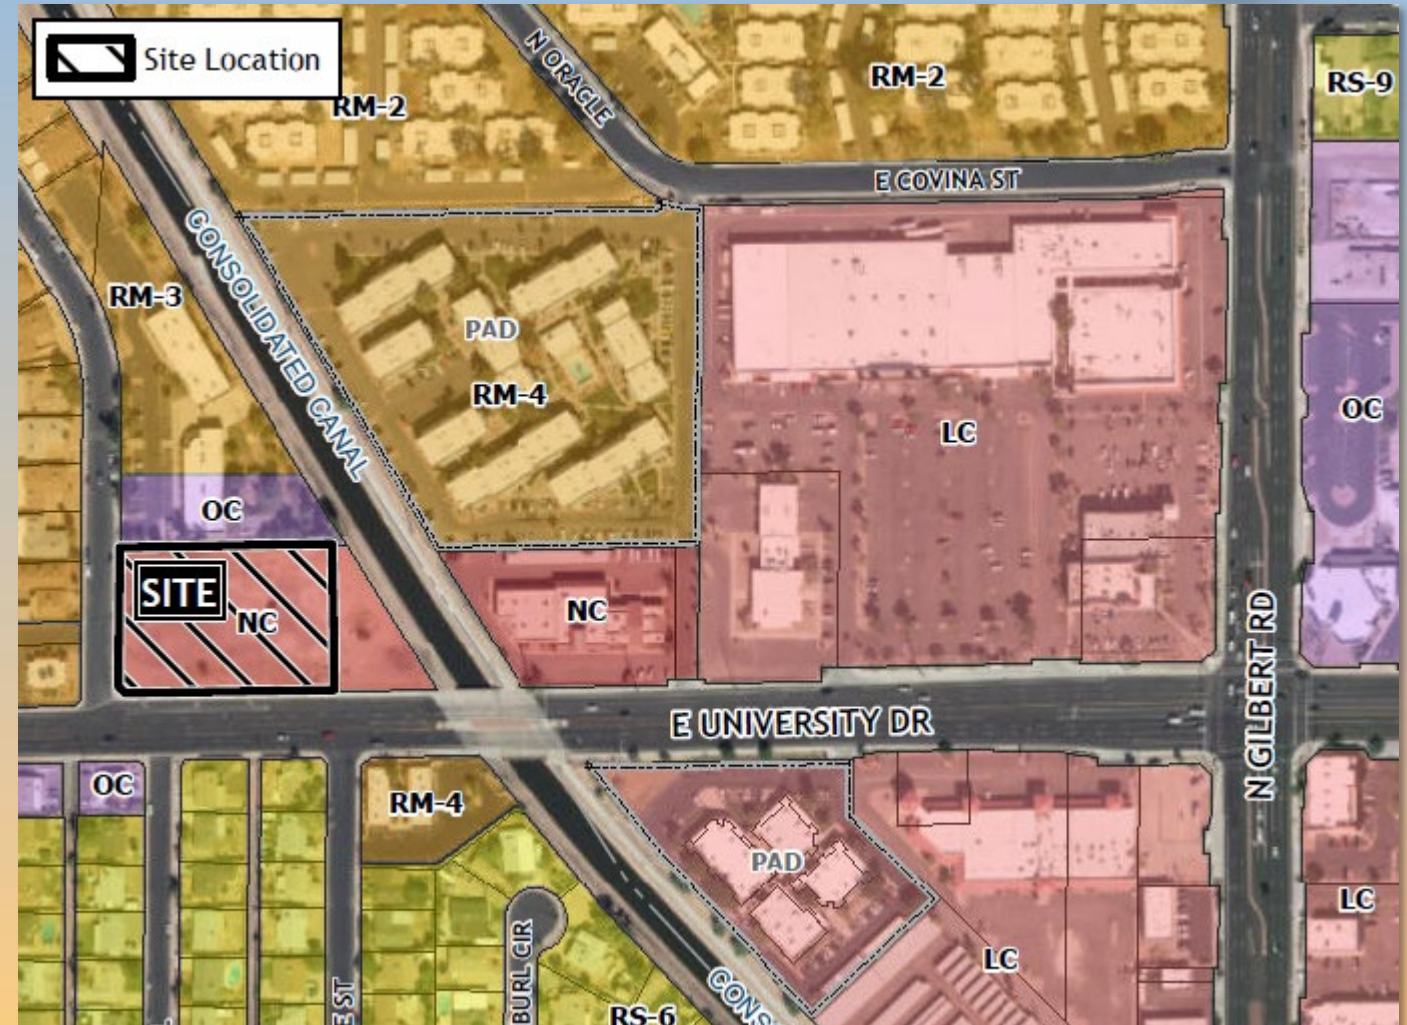 Site Location
RM-2
N ORACLE
RM-2
RS-9
E COVINA ST
CONSOLIDATED CANAL
RM-3
PAD
RM-4
OC
LC
OC
SITE
NC
NC
E UNIVERSITY DR
N GILBERT RD
OC
RM-4
PAD
LC
LC
BURL CIR
E ST
CONS
RS-6